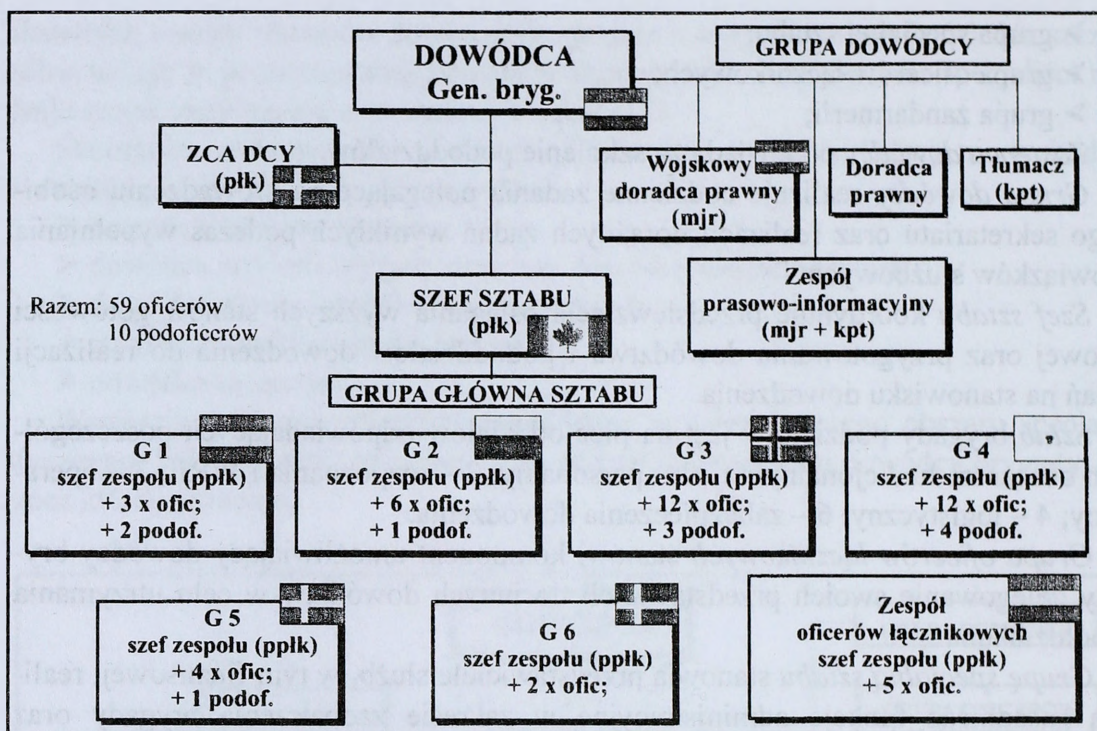 DOWÓDCA
Gen. bryg.
GRUPA DOWÓDCY
ZCA DCY
(płk)
Wojskowy
doradca prawny
(mjr)
Doradca
prawny
Tłumacz
(kpt)
Razem: 59 oficerów
10 podoficerów
SZEF SZTABU
(płk)
Zespół
prasowo-informacyjny
(mjr + kpt)
GRUPA GŁÓWNA SZTABU
G 1
szef zespołu (ppłk)
+ 3 x ofic;
+ 1 podof.
G 2
szef zespołu (ppłk)
+ 6 x ofic;
+ 1 podof.
G 3
szef zespołu (ppłk)
+ 12 x ofic;
+ 3 podof.
G 4
szef zespołu (ppłk)
+ 12 x ofic;
+ 4 podof.
G 5
szef zespołu (ppłk)
+ 4 x ofic;
+ 1 podof.
G 6
szef zespołu (ppłk)
+ 2 x ofic;
Zespół
oficerów łącznikowych
szef zespołu (ppłk)
+ 5 x ofic.